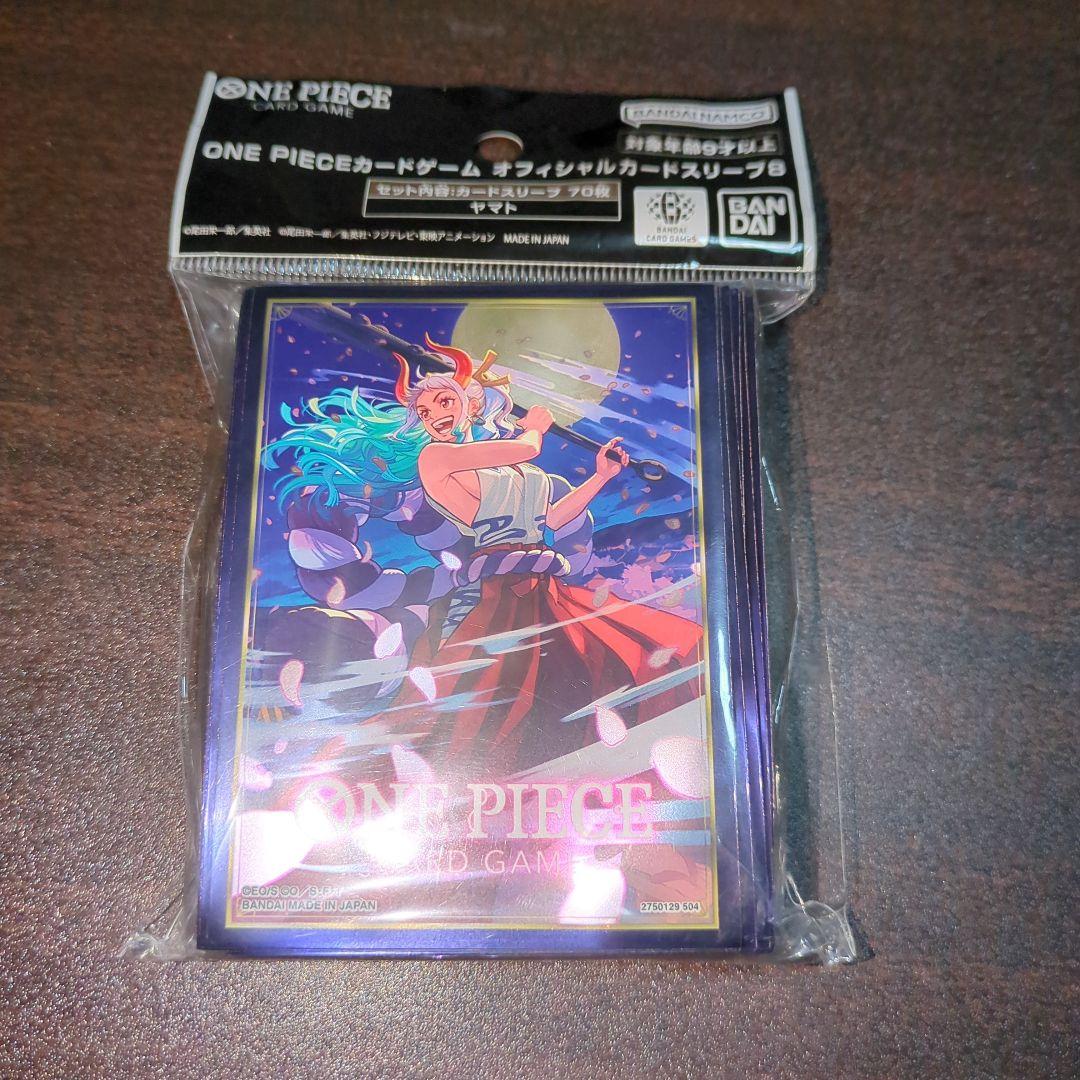 ONE PIECE
CARD GAME
BANDAI NAMCO
対象年齢9才以上
ONE PIECEカードゲーム オフィシャルカードスリーブ8
セット内容:カードスリーブ 70枚
ヤマト
BANDAI
CARD GAMES
BAN
DAI
©尾田栄一郎/集英社 ©尾田栄一郎/集英社・フジテレビ・東映アニメーション MADE IN JAPAN
ONE PIECE
CARD GAME
©EO/S ©O/S・F・T
BANDAI MADE IN JAPAN
2750129 504